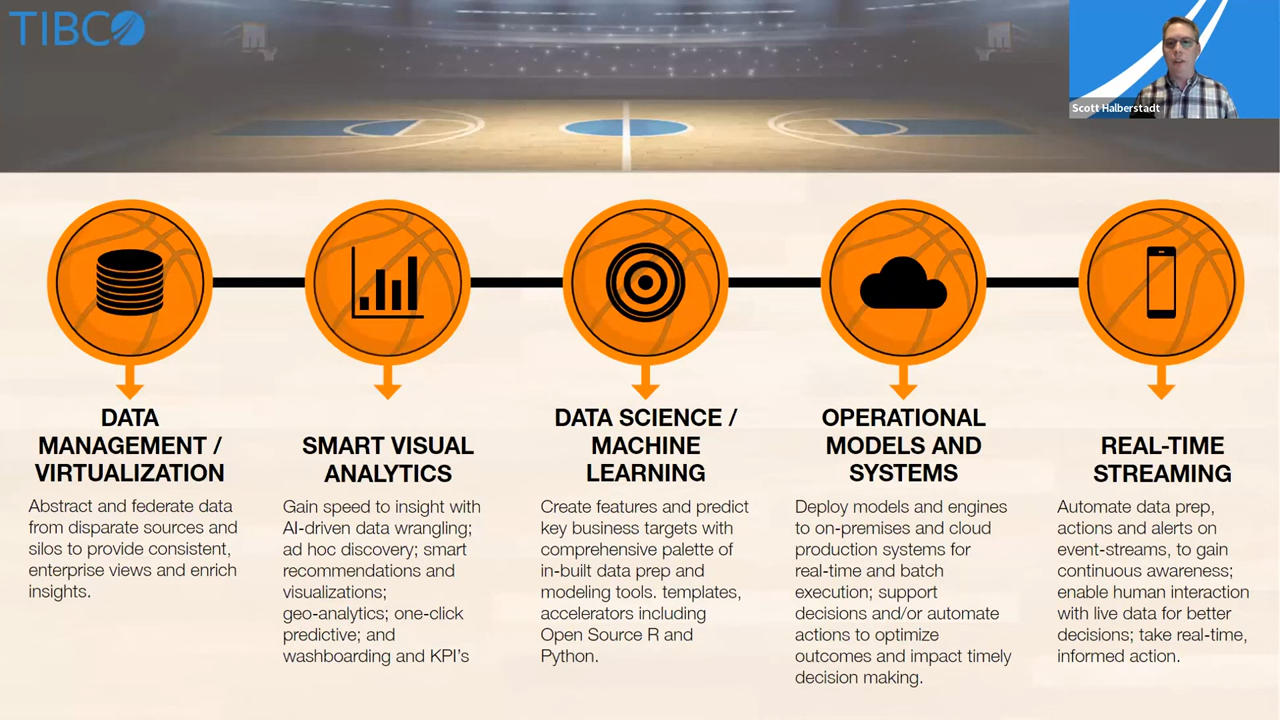 TIBCO
Scott Halberstadt
DATA
MANAGEMENT /
VIRTUALIZATION
Abstract and federate data
from disparate sources and
silos to provide consistent,
enterprise views and enrich
insights.
SMART VISUAL
ANALYTICS
Gain speed to insight with
AI-driven data wrangling;
ad hoc discovery; smart
recommendations and
visualizations;
geo-analytics; one-click
predictive; and
washboarding and KPI's
DATA SCIENCE /
MACHINE
LEARNING
Create features and predict
key business targets with
comprehensive palette of
in-built data prep and
modeling tools. templates,
accelerators including
Open Source R and
Python.
OPERATIONAL
MODELS AND
SYSTEMS
Deploy models and engines
to on-premises and cloud
production systems for
real-time and batch
execution; support
decisions and/or automate
actions to optimize
outcomes and impact timely
decision making.
REAL-TIME
STREAMING
Automate data prep,
actions and alerts on
event-streams, to gain
continuous awareness;
enable human interaction
with live data for better
decisions; take real-time,
informed action.